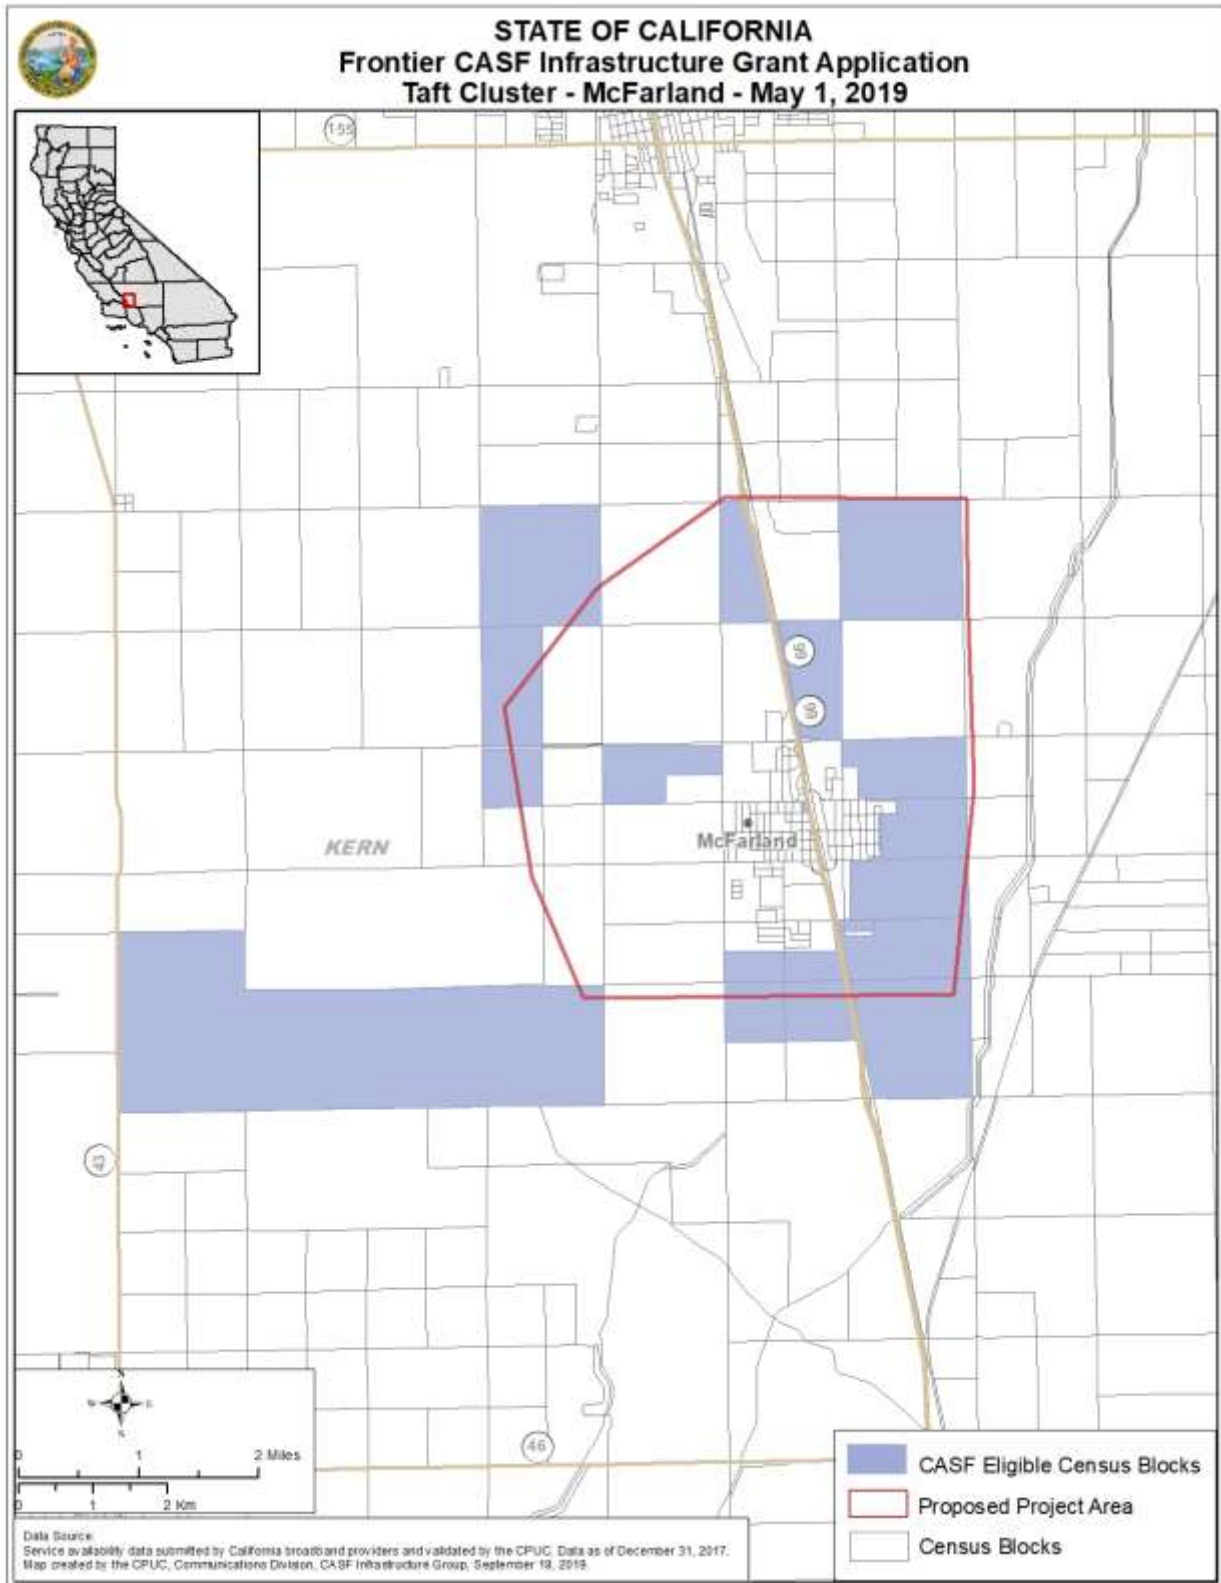 STATE OF CALIFORNIA
Frontier CASF Infrastructure Grant Application
Taft Cluster - McFarland - May 1, 2019
155
99
99
McFarland
KERN
43
46
N
W E
S
0 1 2 Miles
0 1 2 Km
CASF Eligible Census Blocks
Proposed Project Area
Census Blocks
Data Source:
Service availability data submitted by California broadband providers and validated by the CPUC. Data as of December 31, 2017.
Map created by the CPUC, Communications Division, CASF Infrastructure Group, September 18, 2019.